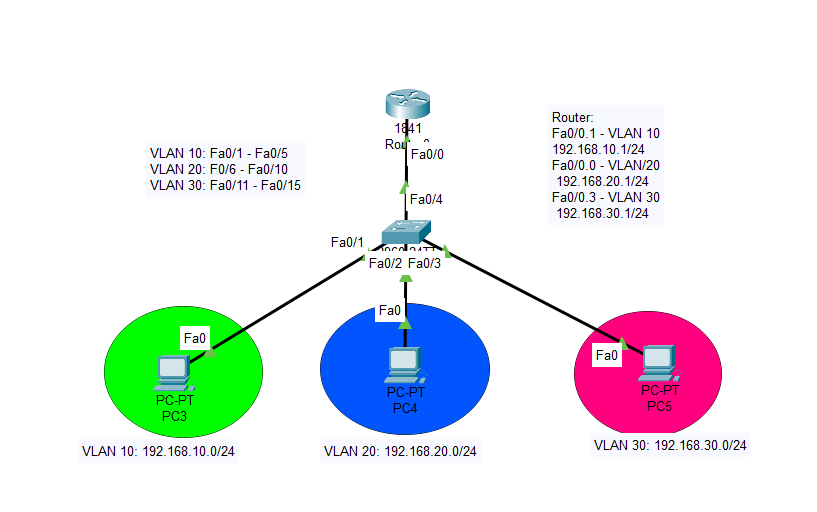 1841
Fa0/0
Fa0/4
VLAN 10: Fa0/1 - Fa0/5
VLAN 20: F0/6 - Fa0/10
VLAN 30: Fa0/11 - Fa0/15
Router:
Fa0/0.1 - VLAN 10
192.168.10.1/24
Fa0/0.0 - VLAN/20
192.168.20.1/24
Fa0/0.3 - VLAN 30
192.168.30.1/24
Fa0/1
Fa0/2 Fa0/3
Fa0
PC-PT
PC3
Fa0
PC-PT
PC4
Fa0
PC-PT
PC5
VLAN 10: 192.168.10.0/24
VLAN 20: 192.168.20.0/24
VLAN 30: 192.168.30.0/24